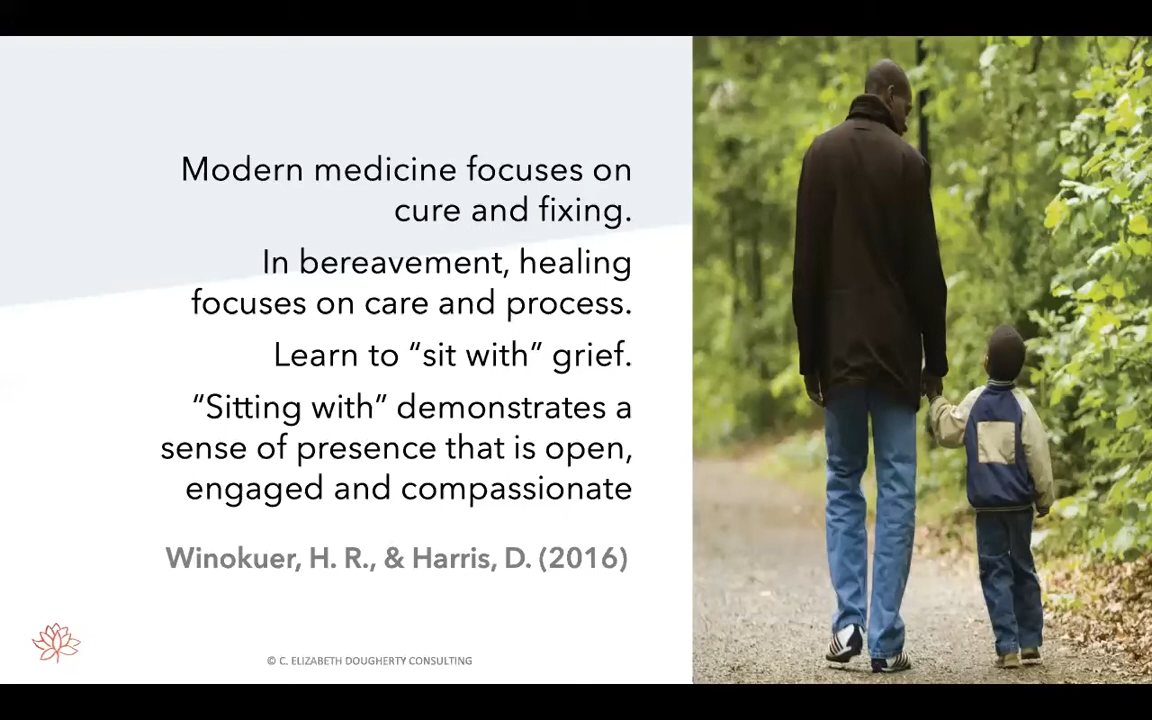 Modern medicine focuses on
cure and fixing.
In bereavement, healing
focuses on care and process.
Learn to “sit with” grief.
“Sitting with” demonstrates a
sense of presence that is open,
engaged and compassionate
Winokuer, H. R., & Harris, D. (2016)
© C. ELIZABETH DOUGHERTY CONSULTING